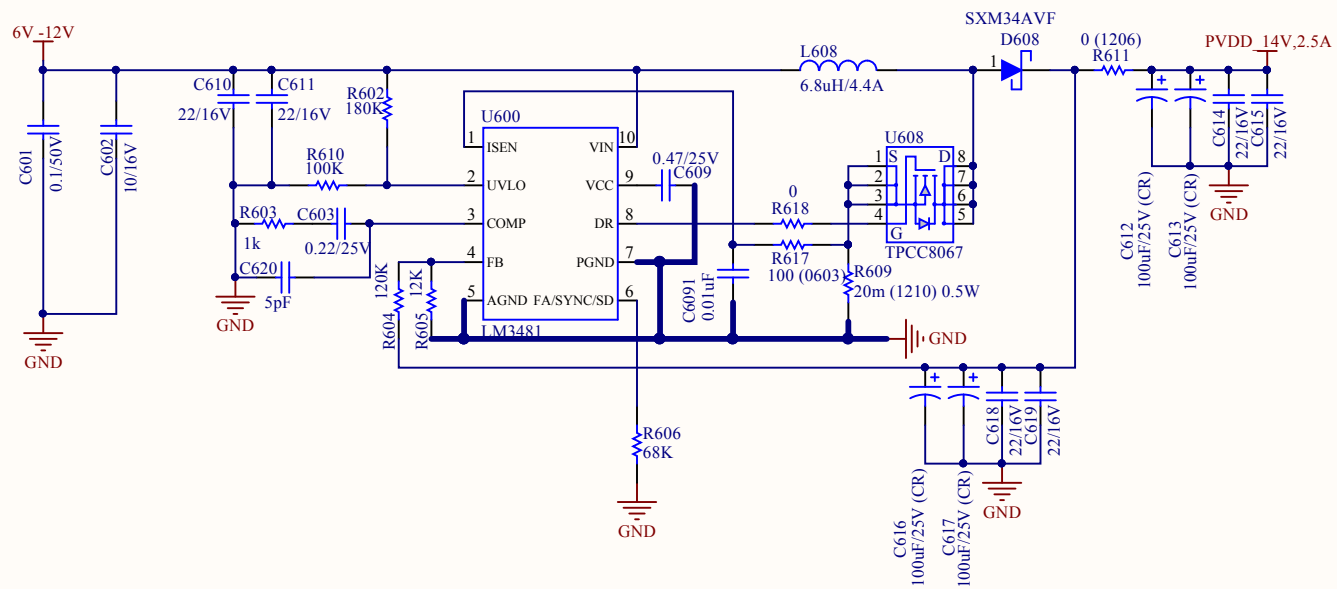 6V -12V
C601
0.1/50V
C602
10/16V
C610
22/16V
C611
22/16V
R602
180K
R610
100K
R603
1k
C603
0.22/25V
C620
5pF
GND
GND
R604
120K
R605
12K
U600
1 ISEN
2 UVLO
3 COMP
4 FB
5 AGND
VIN 10
VCC 9
DR 8
PGND 7
FA/SYNC/SD 6
LM3481
0.47/25V
C609
C6091
0.01uF
0
R618
R617
100 (0603)
R609
20m (1210) 0.5W
GND
R606
68K
GND
L608
6.8uH/4.4A
U608
1 S D 8
2 7
3 6
4 5
G
TPCC8067
SXM34AVF
D608
1
0 (1206)
R611
PVDD_14V,2.5A
+
+
C612
100uF/25V (CR)
C613
100uF/25V (CR)
C614
22/16V
C615
22/16V
GND
+
+
C616
100uF/25V (CR)
C617
100uF/25V (CR)
C618
22/16V
C619
22/16V
GND